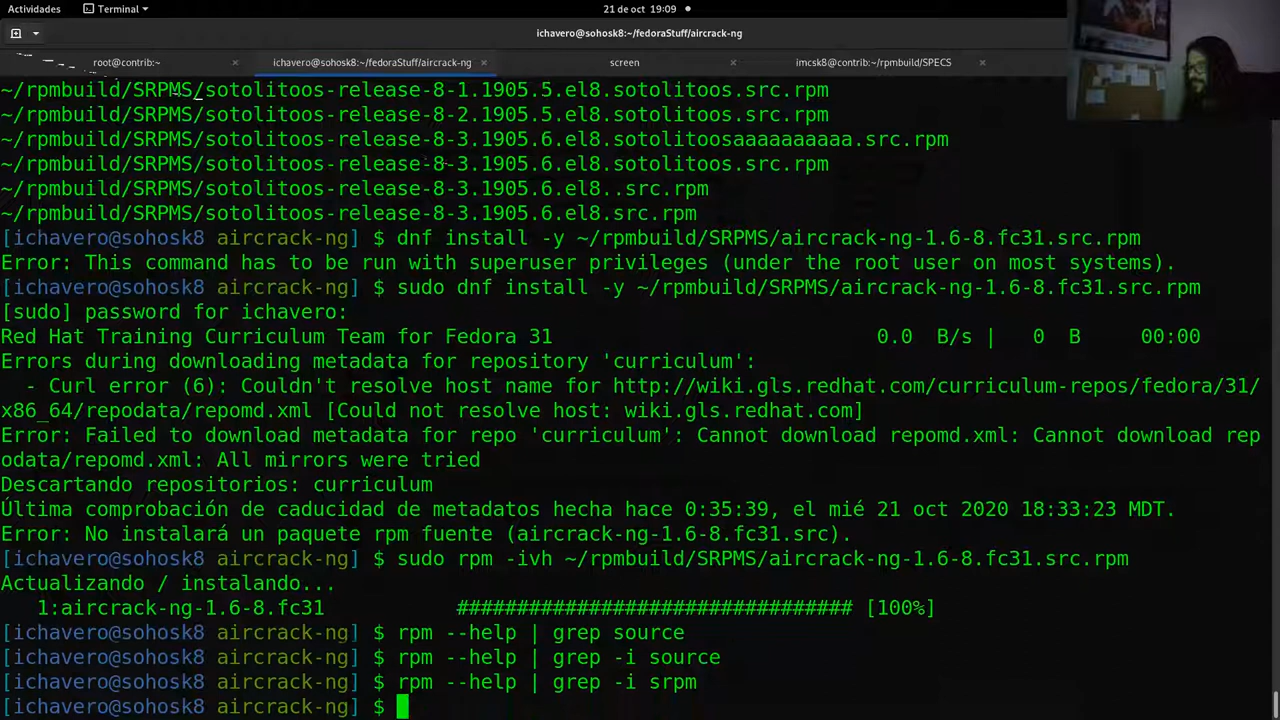 Actividades Terminal 21 de oct 19:09
ichavero@sohosk8:~/fedoraStuff/aircrack-ng
root@contrib:~ ichavero@sohosk8:~/fedoraStuff/aircrack-ng screen imcsk8@contrib:~/rpmbuild/SPECS
~/rpmbuild/SRPMS/sotolitoos-release-8-1.1905.5.el8.sotolitoos.src.rpm
~/rpmbuild/SRPMS/sotolitoos-release-8-2.1905.5.el8.sotolitoos.src.rpm
~/rpmbuild/SRPMS/sotolitoos-release-8-3.1905.6.el8.sotolitoosaaaaaaaaaa.src.rpm
~/rpmbuild/SRPMS/sotolitoos-release-8-3.1905.6.el8.sotolitoos.src.rpm
~/rpmbuild/SRPMS/sotolitoos-release-8-3.1905.6.el8..src.rpm
~/rpmbuild/SRPMS/sotolitoos-release-8-3.1905.6.el8.src.rpm
[ichavero@sohosk8 aircrack-ng] $ dnf install -y ~/rpmbuild/SRPMS/aircrack-ng-1.6-8.fc31.src.rpm
Error: This command has to be run with superuser privileges (under the root user on most systems).
[ichavero@sohosk8 aircrack-ng] $ sudo dnf install -y ~/rpmbuild/SRPMS/aircrack-ng-1.6-8.fc31.src.rpm
[sudo] password for ichavero:
Red Hat Training Curriculum Team for Fedora 31 0.0 B/s | 0 B 00:00
Errors during downloading metadata for repository 'curriculum':
- Curl error (6): Couldn't resolve host name for http://wiki.gls.redhat.com/curriculum-repos/fedora/31/
x86_64/repodata/repomd.xml [Could not resolve host: wiki.gls.redhat.com]
Error: Failed to download metadata for repo 'curriculum': Cannot download repomd.xml: Cannot download rep
odata/repomd.xml: All mirrors were tried
Descartando repositorios: curriculum
Última comprobación de caducidad de metadatos hecha hace 0:35:39, el mié 21 oct 2020 18:33:23 MDT.
Error: No instalará un paquete rpm fuente (aircrack-ng-1.6-8.fc31.src).
[ichavero@sohosk8 aircrack-ng] $ sudo rpm -ivh ~/rpmbuild/SRPMS/aircrack-ng-1.6-8.fc31.src.rpm
Actualizando / instalando...
1:aircrack-ng-1.6-8.fc31 ################################# [100%]
[ichavero@sohosk8 aircrack-ng] $ rpm --help | grep source
[ichavero@sohosk8 aircrack-ng] $ rpm --help | grep -i source
[ichavero@sohosk8 aircrack-ng] $ rpm --help | grep -i srpm
[ichavero@sohosk8 aircrack-ng] $